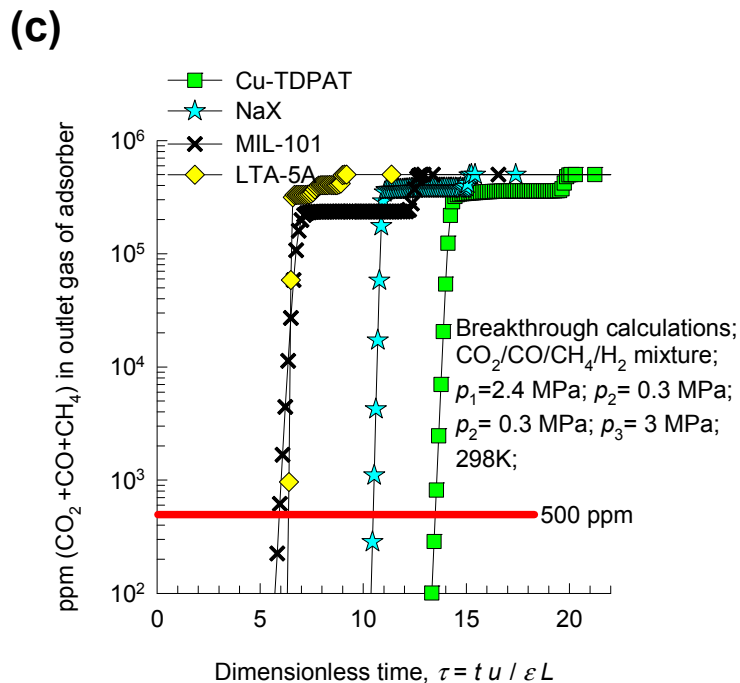 (c)
Cu-TDPAT
NaX
MIL-101
LTA-5A
10⁶
10⁵
10⁴
10³
10²
ppm (CO₂ +CO+CH₄) in outlet gas of adsorber
Breakthrough calculations;
CO₂/CO/CH₄/H₂ mixture;
p₁=2.4 MPa; p₂= 0.3 MPa;
p₂= 0.3 MPa; p₃= 3 MPa;
298K;
500 ppm
0 5 10 15 20
Dimensionless time, τ = t u / ε L